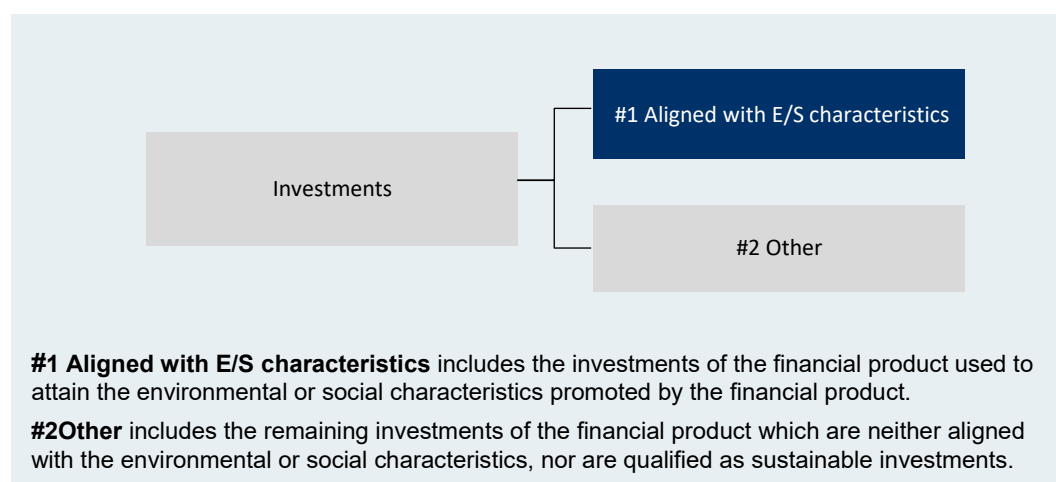 #1 Aligned with E/S characteristics
Investments
#2 Other
#1 Aligned with E/S characteristics includes the investments of the financial product used to
attain the environmental or social characteristics promoted by the financial product.
#2Other includes the remaining investments of the financial product which are neither aligned
with the environmental or social characteristics, nor are qualified as sustainable investments.